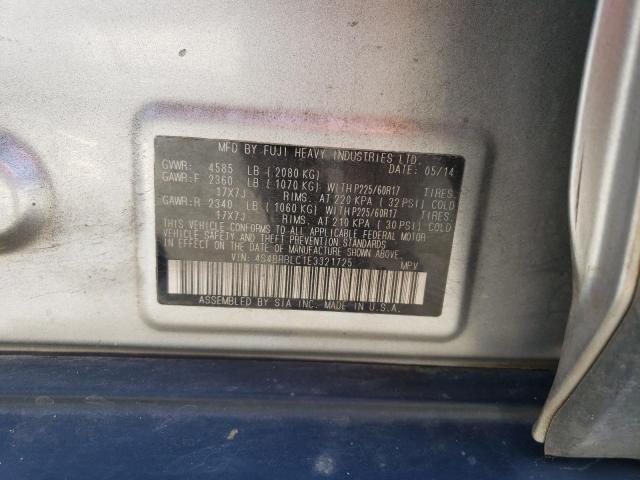 MFD BY FUJI HEAVY INDUSTRIES LTD. 05/14
GVWR: 4585 LB ( 2080 KG)
GAWR:F 2360 LB ( 1070 KG) WITH P225/60R17 TIRES.
17X7J RIMS. AT 220 KPA ( 32 PSI) COLD
GAWR:R 2340 LB ( 1060 KG) WITH P225/60R17 TIRES.
17X7J RIMS. AT 210 KPA ( 30 PSI) COLD
THIS VEHICLE CONFORMS TO ALL APPLICABLE FEDERAL MOTOR
VEHICLE SAFETY AND THEFT PREVENTION STANDARDS
IN EFFECT ON THE DATE OF MANUFACTURE SHOWN
ABOVE.
VIN: 4S4BRBLC1E3321725 MPV
ASSEMBLED BY SIA INC. MADE IN U.S.A.